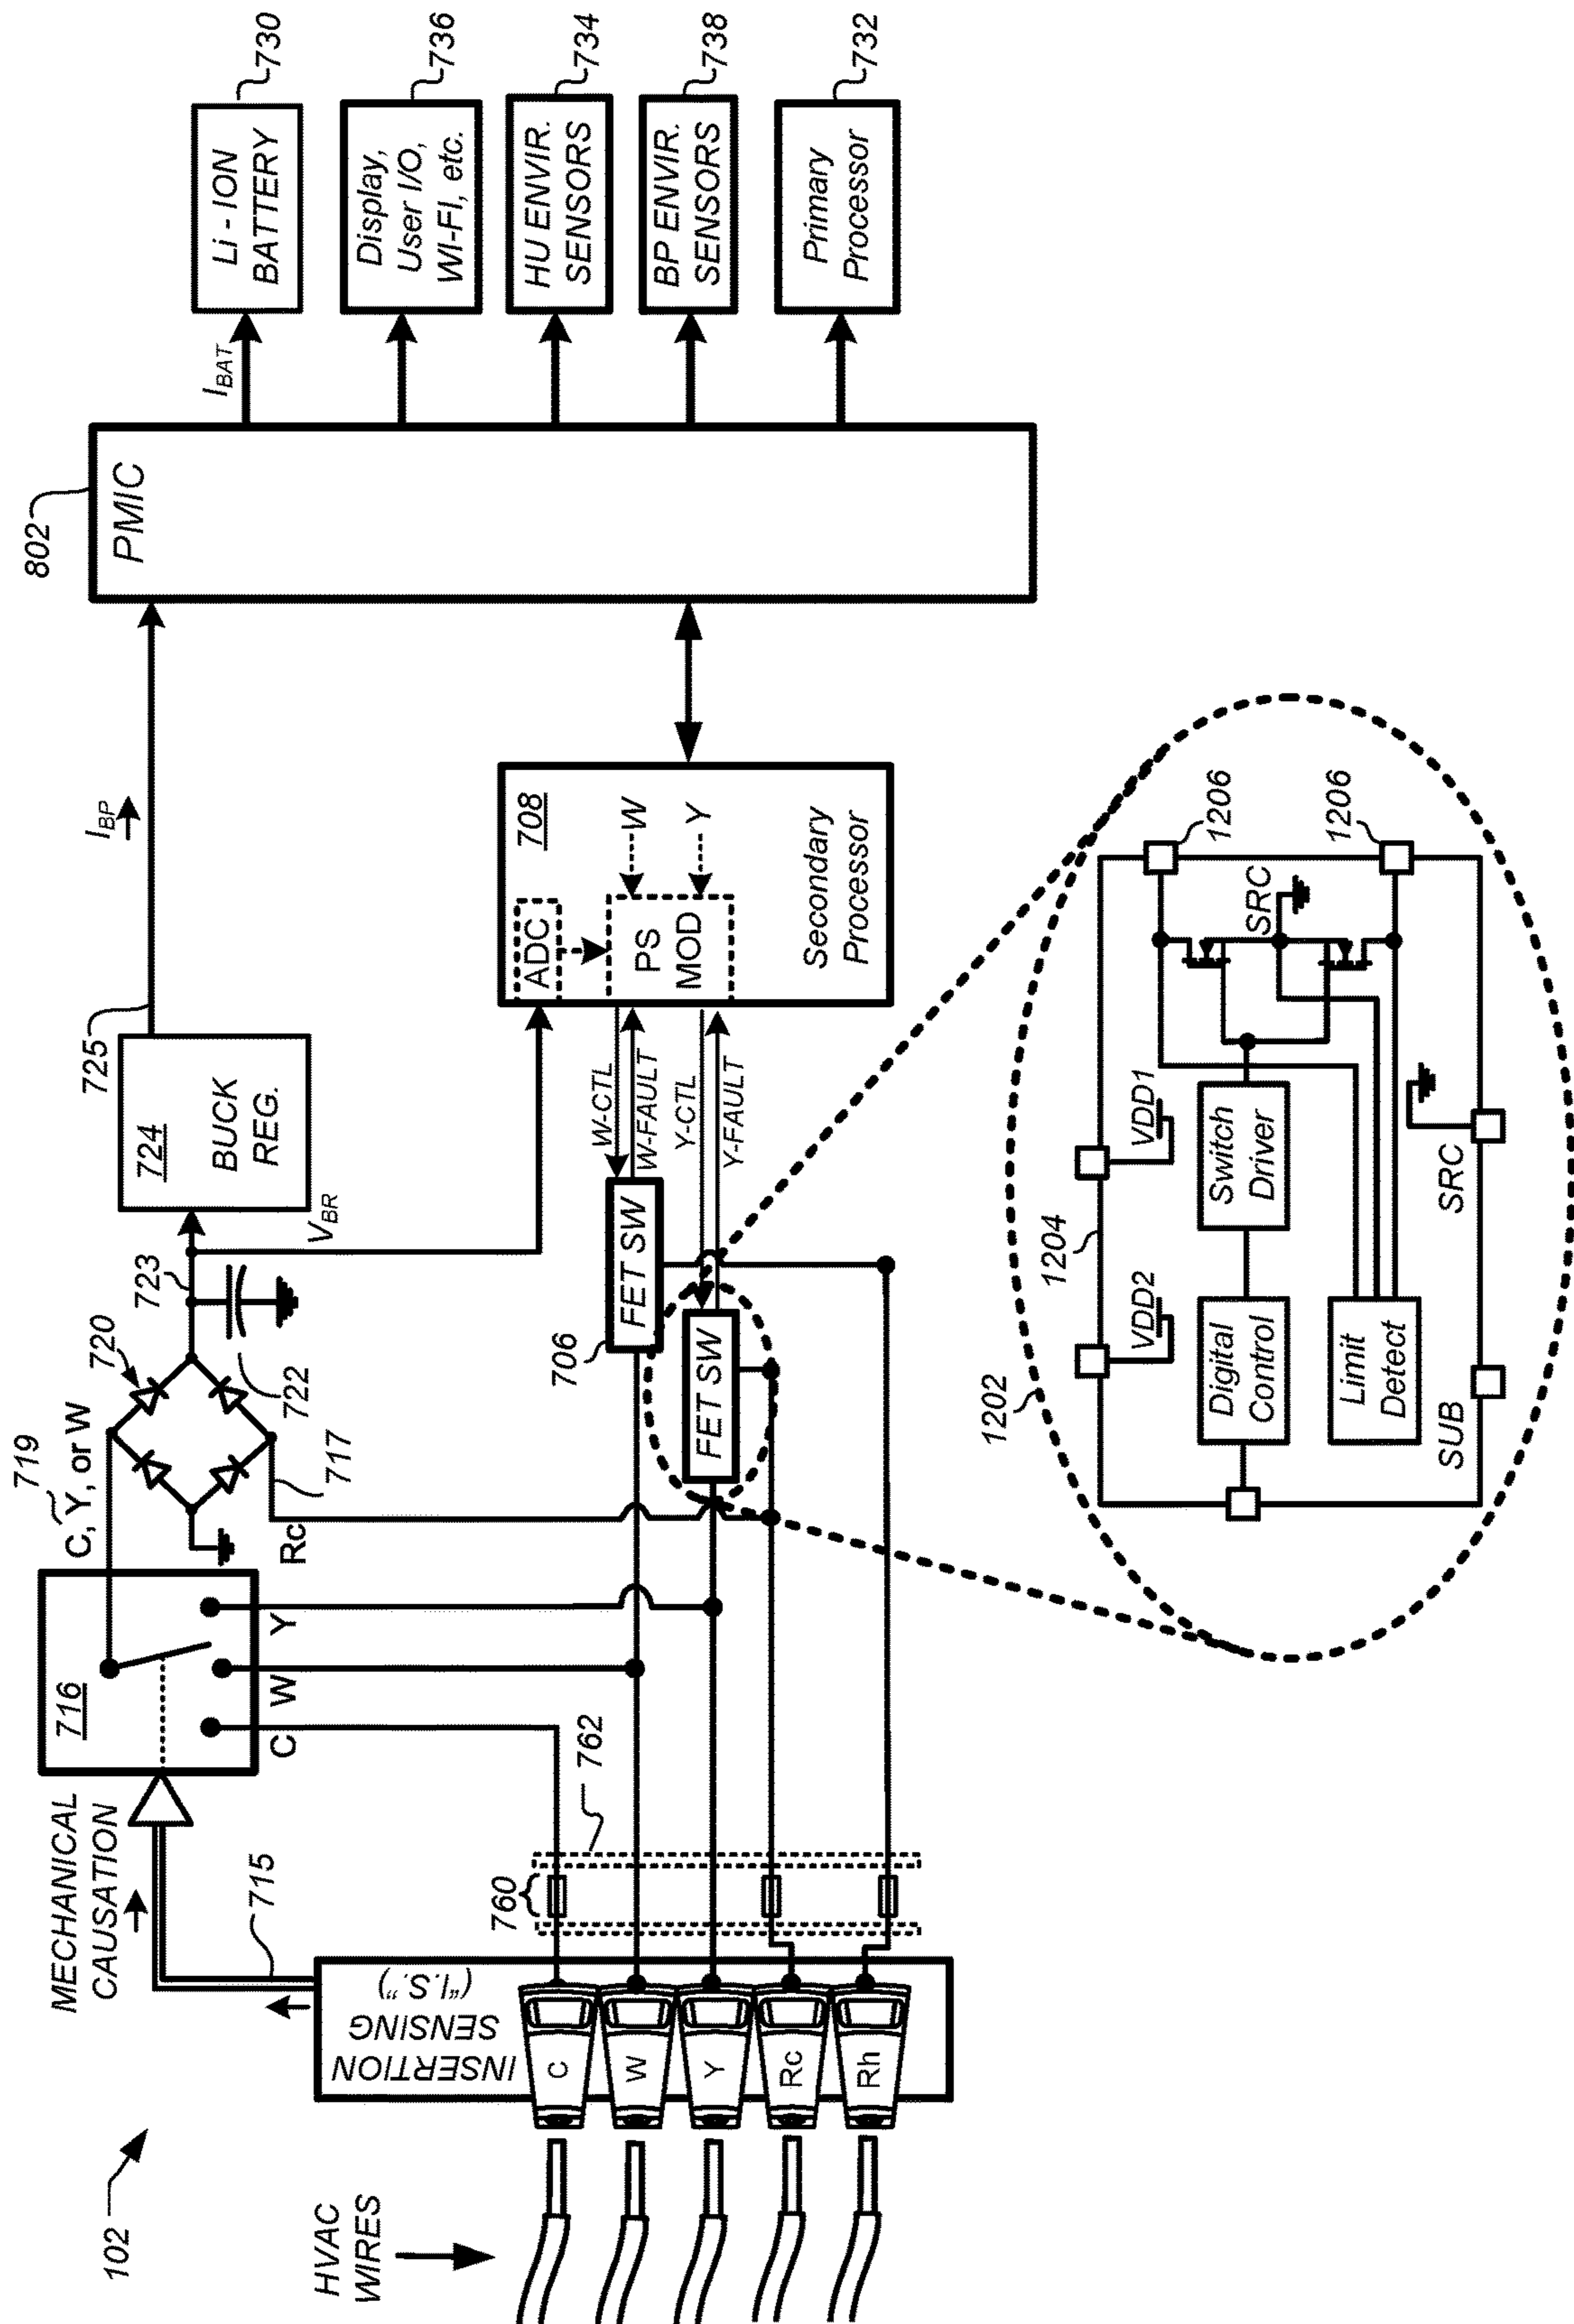 102
HVAC
WIRES
MECHANICAL
CAUSATION
715
INSERTION
SENSING
("I.S.")
C
W
Y
Rc
Rh
760
762
716
C
W
Y
719
C, Y, or W
Rc
717
720
722
723
V_BR
724
BUCK
REG.
725
I_BP
706
FET SW
FET SW
W-CTL
W-FAULT
Y-CTL
Y-FAULT
708
ADC
PS
MOD
W
Y
Secondary
Processor
802
PMIC
I_BAT
Li - ION
BATTERY
730
Display,
User I/O,
WI-FI, etc.
736
HU ENVIR.
SENSORS
734
BP ENVIR.
SENSORS
738
Primary
Processor
732
1202
1204
VDD2
VDD1
1206
1206
Digital
Control
Switch
Driver
Limit
Detect
SRC
SUB
SRC